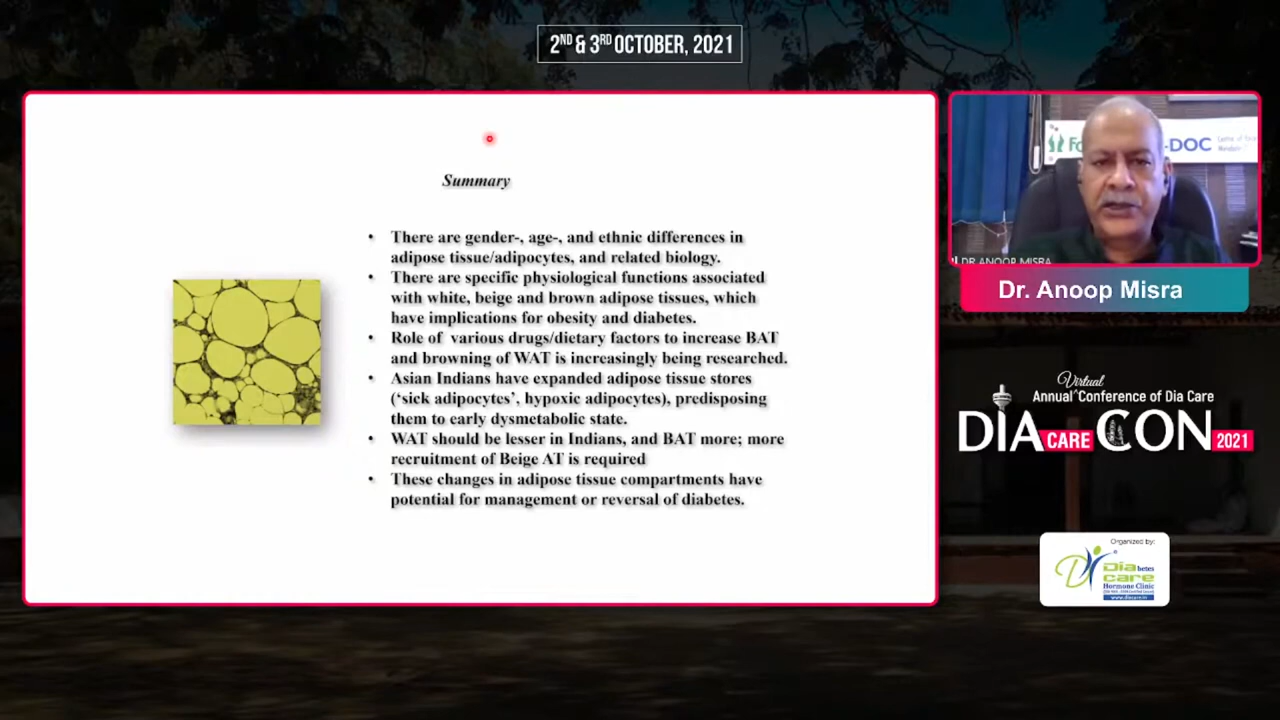 2ND & 3RD OCTOBER, 2021
Summary
• There are gender-, age-, and ethnic differences in
adipose tissue/adipocytes, and related biology.
• There are specific physiological functions associated
with white, beige and brown adipose tissues, which
have implications for obesity and diabetes.
• Role of various drugs/dietary factors to increase BAT
and browning of WAT is increasingly being researched.
• Asian Indians have expanded adipose tissue stores
(‘sick adipocytes’, hypoxic adipocytes), predisposing
them to early dysmetabolic state.
• WAT should be lesser in Indians, and BAT more; more
recruitment of Beige AT is required
• These changes in adipose tissue compartments have
potential for management or reversal of diabetes.
-DOC
DR ANOOP MISRA
Dr. Anoop Misra
Virtual
Annual ^ Conference of Dia Care
DIA CARE CON 2021
Organized by:
Diabetes
care
Hormone Clinic
www.diacare.in